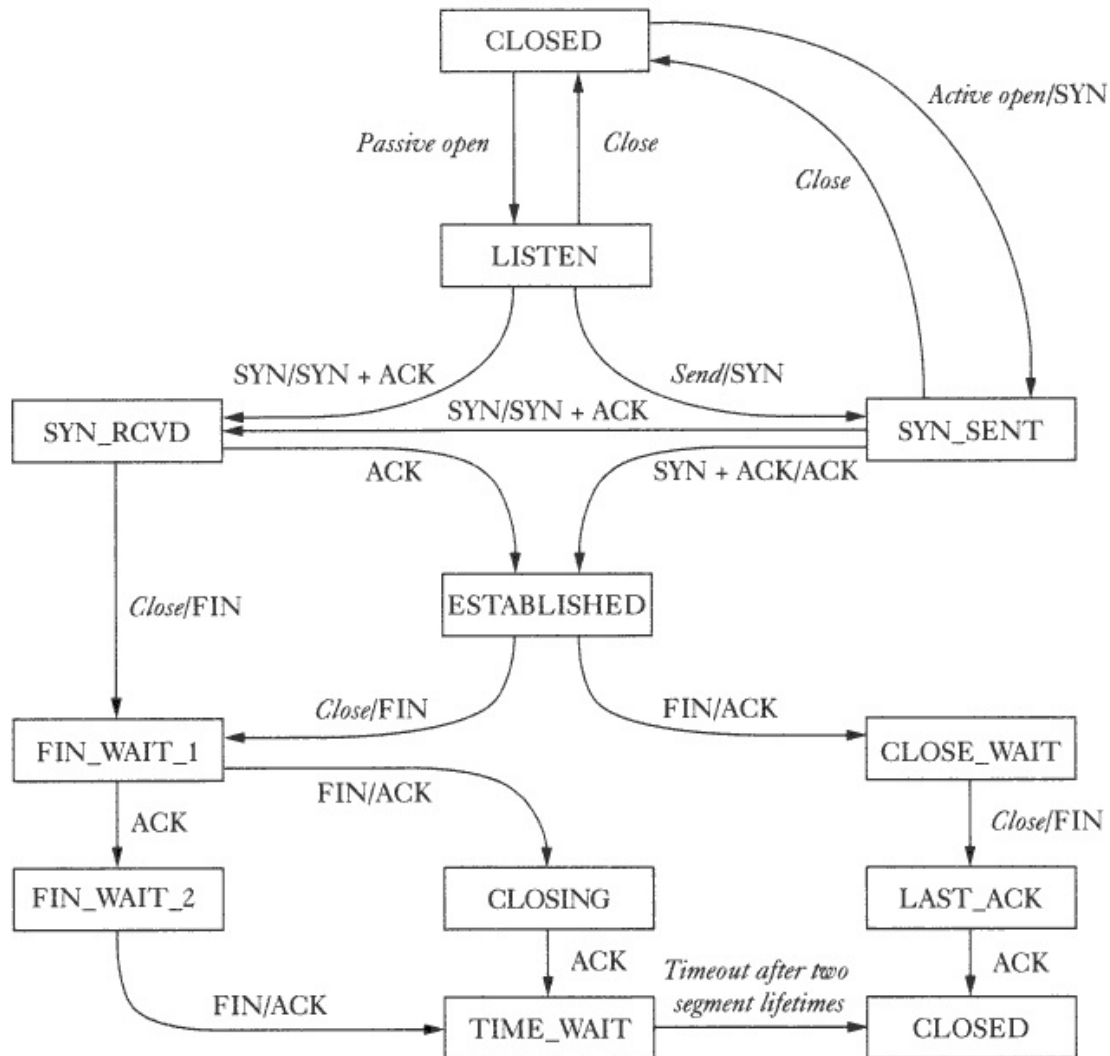 CLOSED
Active open/SYN
Passive open
Close
Close
LISTEN
SYN/SYN + ACK
Send/SYN
SYN/SYN + ACK
SYN_RCVD
SYN_SENT
ACK
SYN + ACK/ACK
Close/FIN
ESTABLISHED
Close/FIN
FIN/ACK
FIN_WAIT_1
CLOSE_WAIT
FIN/ACK
ACK
Close/FIN
FIN_WAIT_2
CLOSING
LAST_ACK
ACK
Timeout after two
segment lifetimes
ACK
FIN/ACK
TIME_WAIT
CLOSED